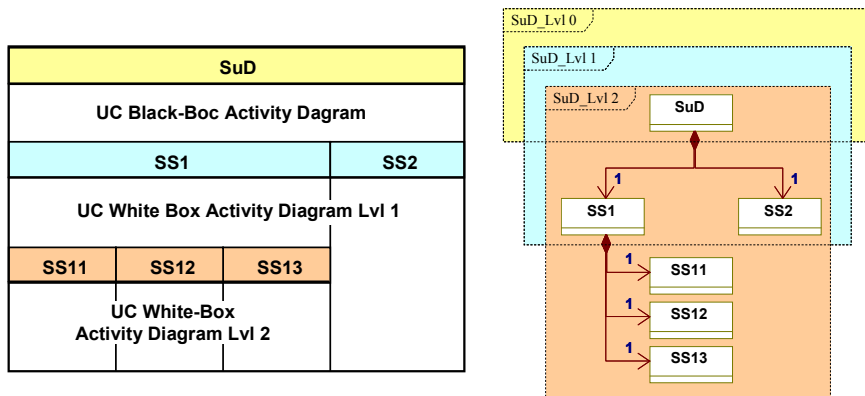 SuD
UC Black-Boc Activity Dagram
SS1 SS2
UC White Box Activity Diagram Lvl 1
SS11 SS12 SS13
UC White-Box
Activity Diagram Lvl 2
SuD_Lvl 0
SuD_Lvl 1
SuD_Lvl 2
SuD
1 1
SS1 SS2
1 SS11
1 SS12
1 SS13